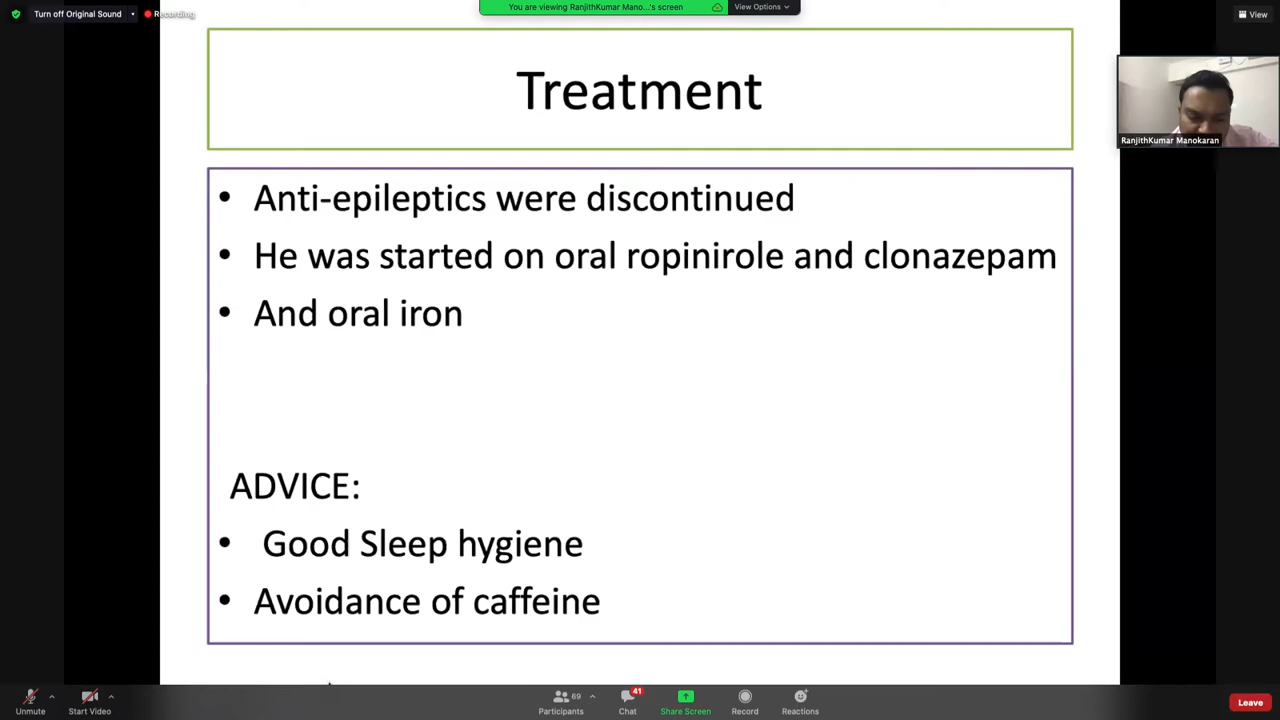 Turn off Original Sound
Recording
You are viewing RanjithKumar Mano...'s screen
View Options
View
Treatment
RanjithKumar Manokaran
• Anti-epileptics were discontinued
• He was started on oral ropinirole and clonazepam
• And oral iron
ADVICE:
• Good Sleep hygiene
• Avoidance of caffeine
Unmute
Start Video
69
Participants
41
Chat
Share Screen
Record
Reactions
Leave